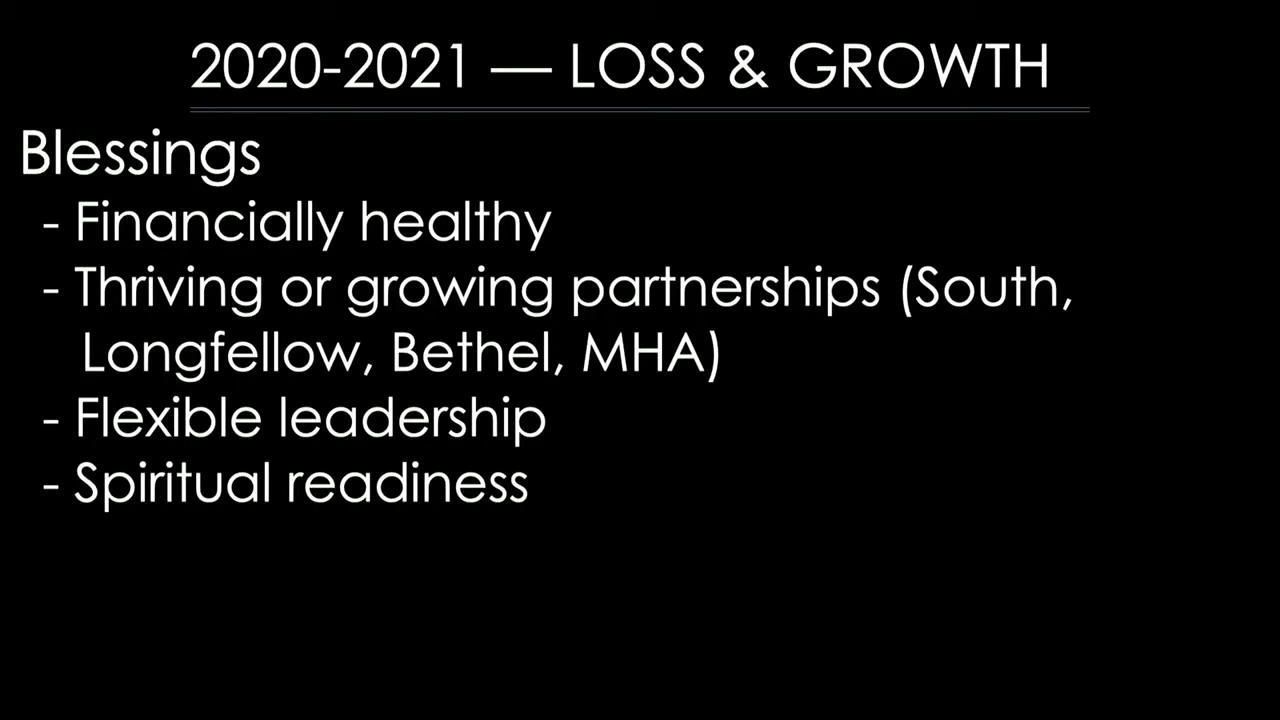 2020-2021 — LOSS & GROWTH
Blessings
- Financially healthy
- Thriving or growing partnerships (South,
Longfellow, Bethel, MHA)
- Flexible leadership
- Spiritual readiness